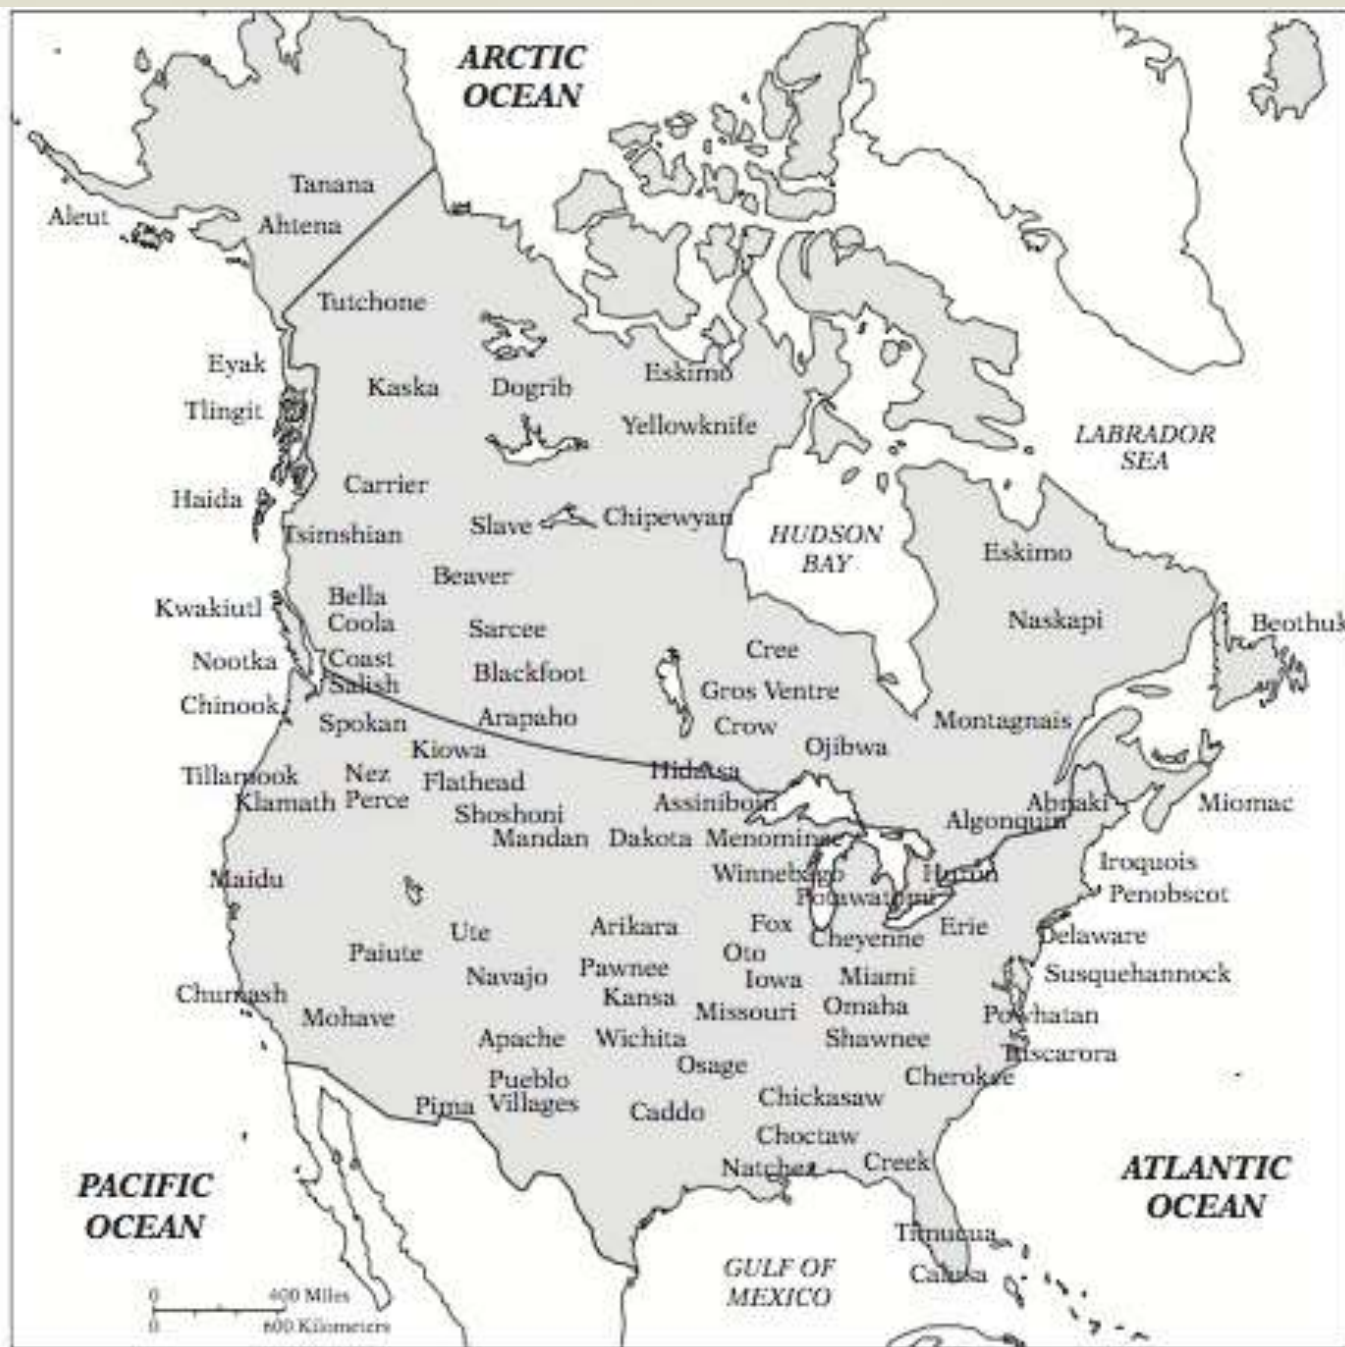 ARCTIC
OCEAN
Tanana
Aleut
Ahtena
Tutchone
Eyak
Kaska
Dogrib
Eskimo
Tlingit
Yellowknife
LABRADOR
SEA
Haida
Carrier
Tsimshian
Slave
Chipewyan
HUDSON
BAY
Eskimo
Beaver
Kwakiutl
Bella
Coola
Sarcee
Naskapi
Beothuk
Nootka
Coast
Salish
Blackfoot
Cree
Gros Ventre
Chinook
Spokan
Arapaho
Crow
Montagnais
Kiowa
Ojibwa
Tillamook
Nez
Perce
Flathead
Hidatsa
Klamath
Shoshoni
Assiniboin
Abnaki
Miomac
Mandan
Dakota
Menominee
Algonquin
Maidu
Winnebago
Huron
Iroquois
Potawatomi
Penobscot
Ute
Arikara
Fox
Cheyenne
Erie
Delaware
Paiute
Navajo
Pawnee
Oto
Iowa
Miami
Susquehannock
Chumash
Kansa
Missouri
Omaha
Powhatan
Mohave
Apache
Wichita
Shawnee
Tuscarora
Osage
Cherokee
Pima
Pueblo
Villages
Caddo
Chickasaw
Choctaw
Natchez
Creek
PACIFIC
OCEAN
ATLANTIC
OCEAN
Timucua
Calusa
GULF OF
MEXICO
0 400 Miles
0 600 Kilometers